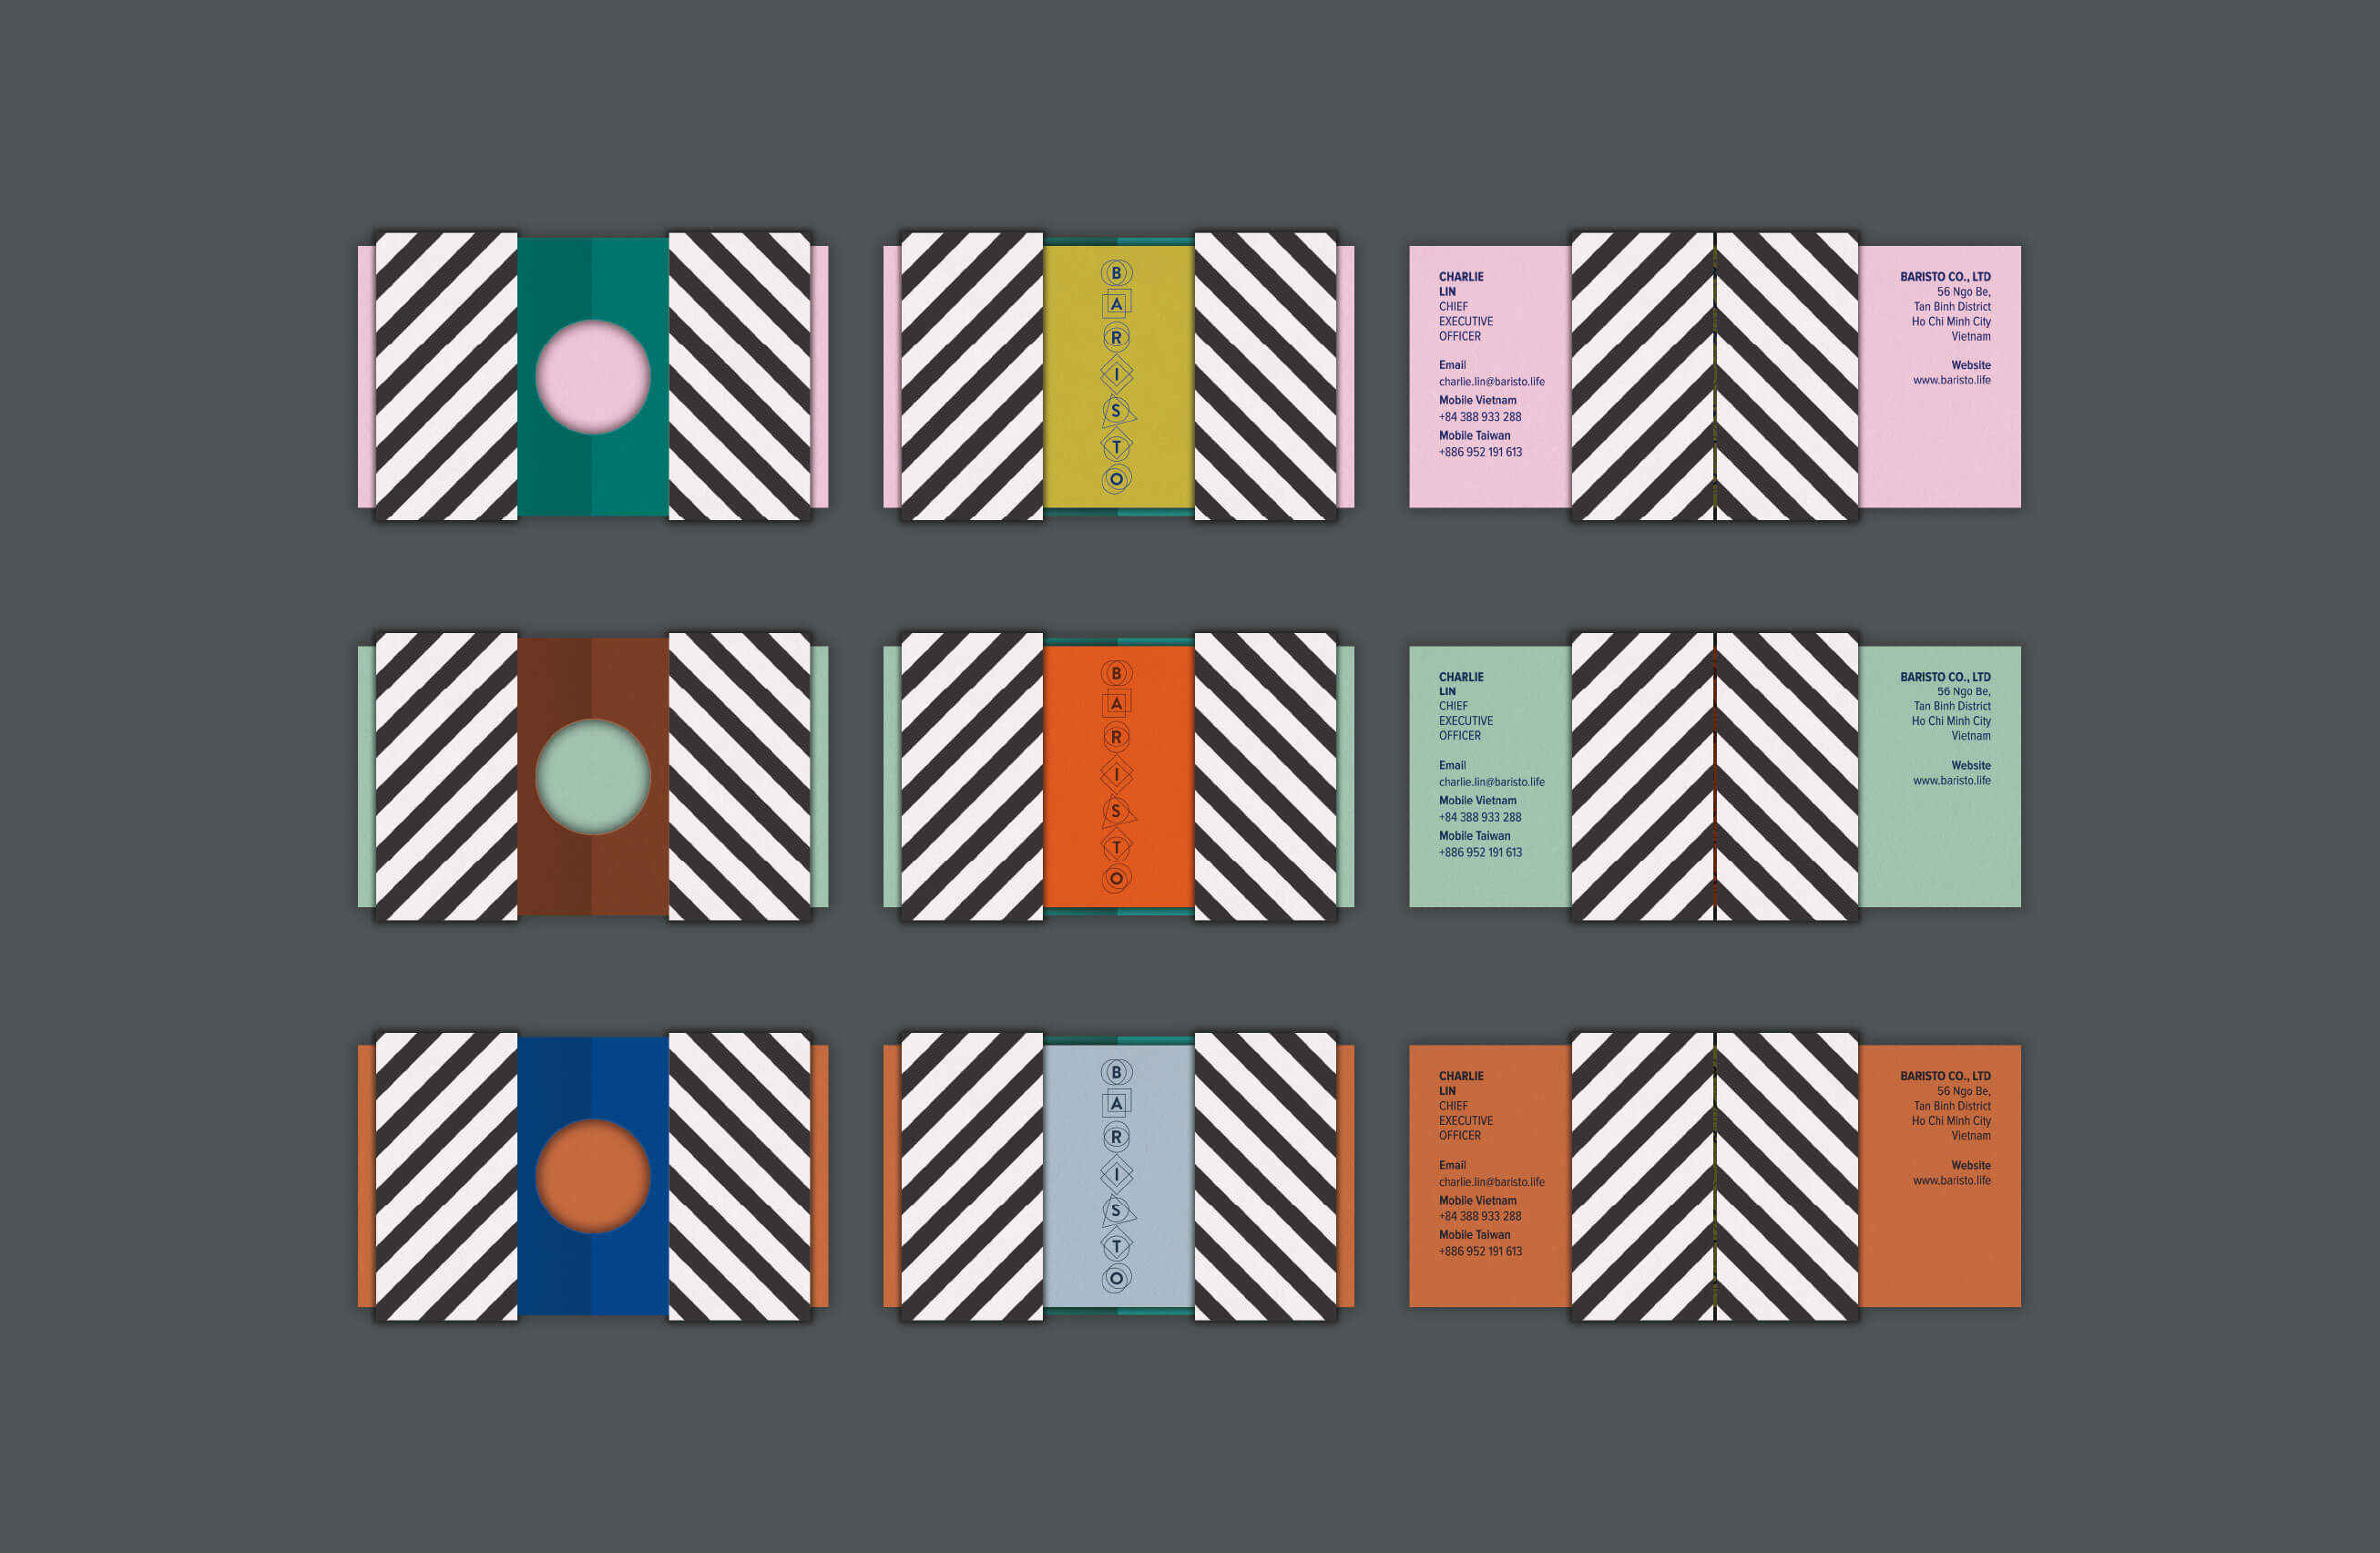 BARISTO
CHARLIE
LIN
CHIEF
EXECUTIVE
OFFICER
Email
charlie.lin@baristo.life
Mobile Vietnam
+84 388 933 288
Mobile Taiwan
+886 952 191 613
BARISTO CO., LTD
56 Ngo Be,
Tan Binh District
Ho Chi Minh City
Vietnam
Website
www.baristo.life
BARISTO
CHARLIE
LIN
CHIEF
EXECUTIVE
OFFICER
Email
charlie.lin@baristo.life
Mobile Vietnam
+84 388 933 288
Mobile Taiwan
+886 952 191 613
BARISTO CO., LTD
56 Ngo Be,
Tan Binh District
Ho Chi Minh City
Vietnam
Website
www.baristo.life
BARISTO
CHARLIE
LIN
CHIEF
EXECUTIVE
OFFICER
Email
charlie.lin@baristo.life
Mobile Vietnam
+84 388 933 288
Mobile Taiwan
+886 952 191 613
BARISTO CO., LTD
56 Ngo Be,
Tan Binh District
Ho Chi Minh City
Vietnam
Website
www.baristo.life